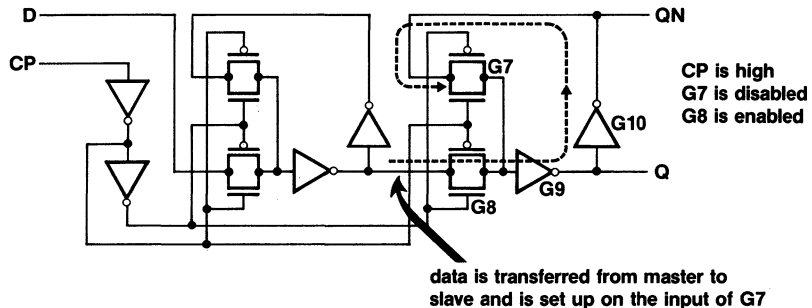 D
QN
CP
G7
CP is high
G7 is disabled
G8 is enabled
G10
Q
G9
G8
data is transferred from master to
slave and is set up on the input of G7